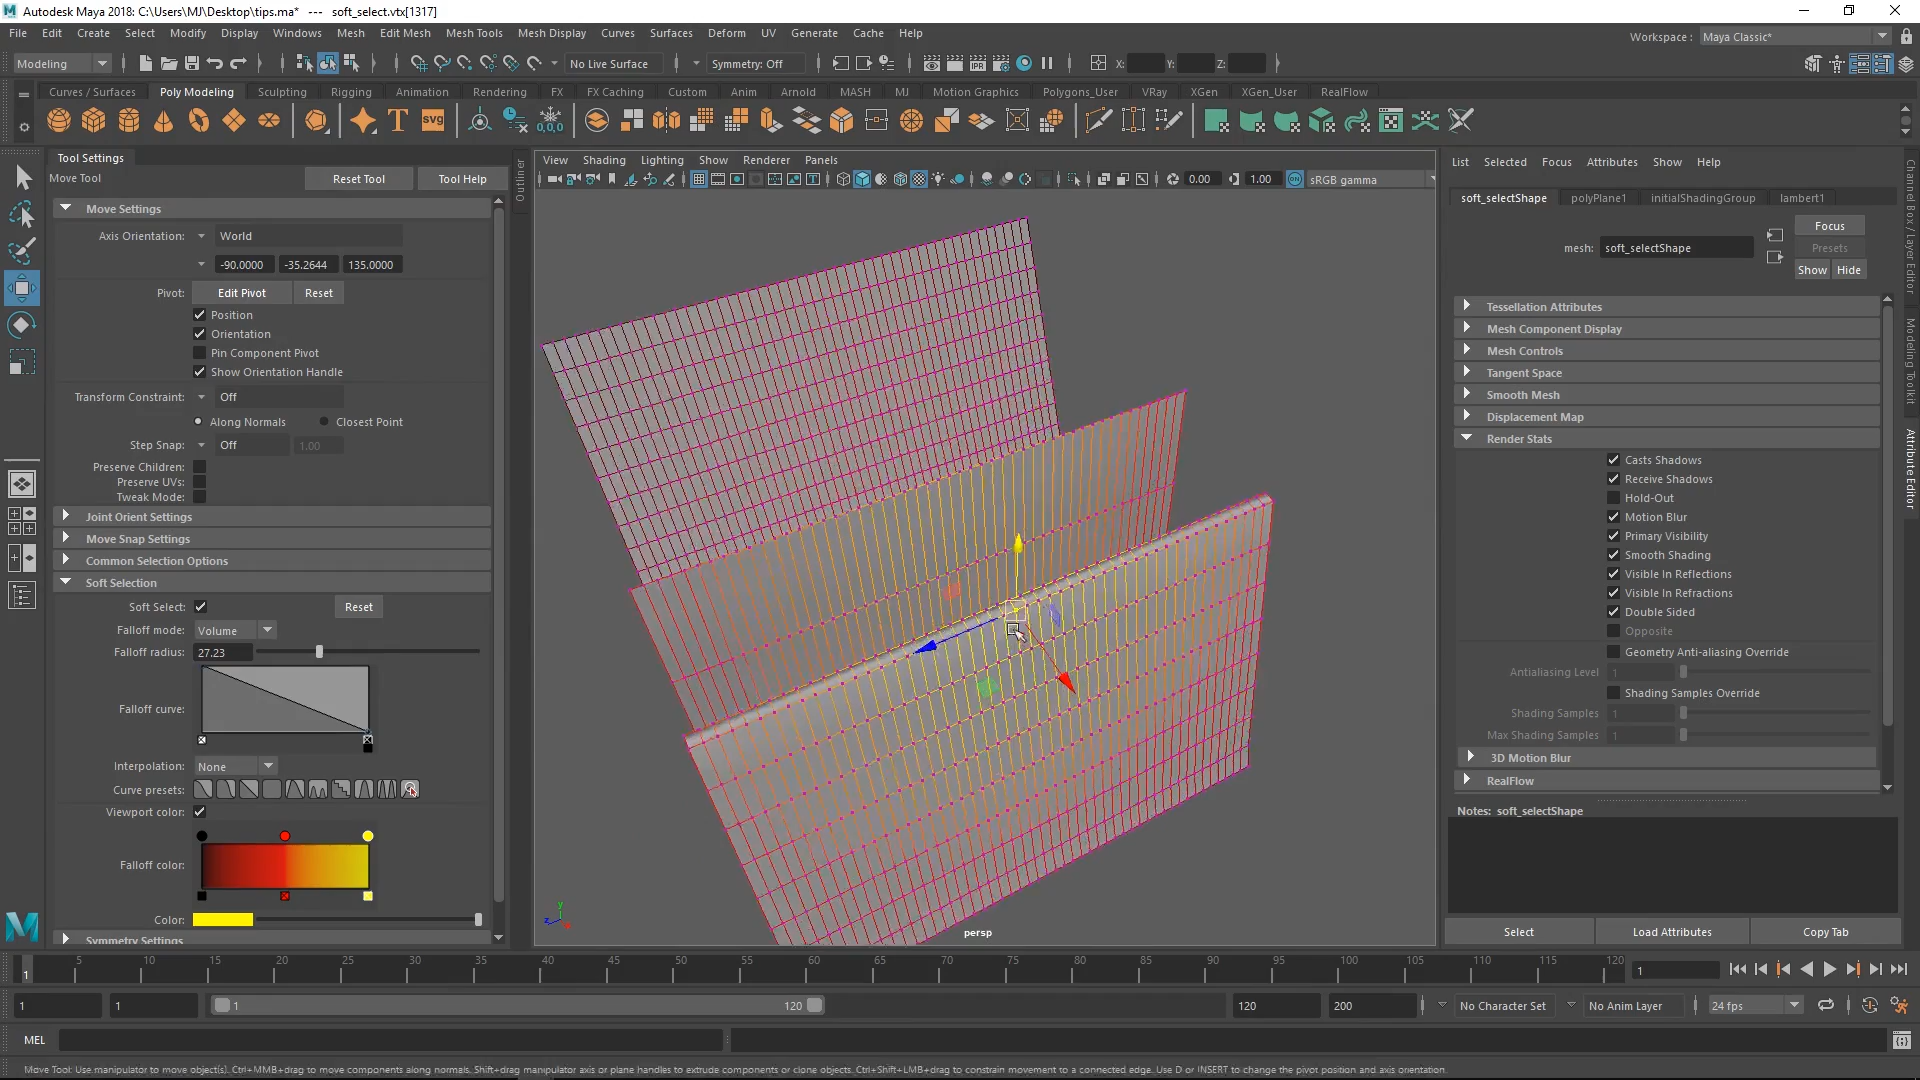 Autodesk Maya 2018: C:\Users\MJ\Desktop\tips.ma* --- soft_select.vtx[1317]
File Edit Create Select Modify Display Windows Mesh Edit Mesh Mesh Tools Mesh Display Curves Surfaces Deform UV Generate Cache Help
Workspace : Maya Classic*
Modeling No Live Surface Symmetry: Off X: Y: Z:
Curves / Surfaces Poly Modeling Sculpting Rigging Animation Rendering FX FX Caching Custom Anim Arnold MASH MJ Motion Graphics Polygons_User VRay XGen XGen_User RealFlow
Tool Settings
Move Tool Reset Tool Tool Help
Move Settings
Axis Orientation: World
-90.0000 -35.2644 135.0000
Pivot: Edit Pivot Reset
Position
Orientation
Pin Component Pivot
Show Orientation Handle
Transform Constraint: Off
Along Normals Closest Point
Step Snap: Off 1.00
Preserve Children:
Preserve UVs:
Tweak Mode:
Joint Orient Settings
Move Snap Settings
Common Selection Options
Soft Selection
Soft Select: Reset
Falloff mode: Volume
Falloff radius: 27.23
Falloff curve:
Interpolation: None
Curve presets:
Viewport color:
Falloff color:
Color:
Symmetry Settings
Outliner
View Shading Lighting Show Renderer Panels
0.00 1.00 sRGB gamma
persp
List Selected Focus Attributes Show Help
soft_selectShape polyPlane1 initialShadingGroup lambert1
Focus
mesh: soft_selectShape
Presets
Show Hide
Tessellation Attributes
Mesh Component Display
Mesh Controls
Tangent Space
Smooth Mesh
Displacement Map
Render Stats
Casts Shadows
Receive Shadows
Hold-Out
Motion Blur
Primary Visibility
Smooth Shading
Visible In Reflections
Visible In Refractions
Double Sided
Opposite
Geometry Anti-aliasing Override
Antialiasing Level 1
Shading Samples Override
Shading Samples 1
Max Shading Samples 1
3D Motion Blur
RealFlow
Notes: soft_selectShape
Select Load Attributes Copy Tab
Channel Box / Layer Editor
Modeling Toolkit
Attribute Editor
1 5 10 15 20 25 30 35 40 45 50 55 60 65 70 75 80 85 90 95 100 105 110 115 120 1
1 1 1 120 120 200 No Character Set No Anim Layer 24 fps
MEL
Move Tool: Use manipulator to move object(s). Ctrl+MMB+drag to move components along normals. Shift+drag manipulator axis or plane handles to extrude components or clone objects. Ctrl+Shift+LMB+drag to constrain movement to a connected edge. Use D or INSERT to change the pivot position and axis orientation.